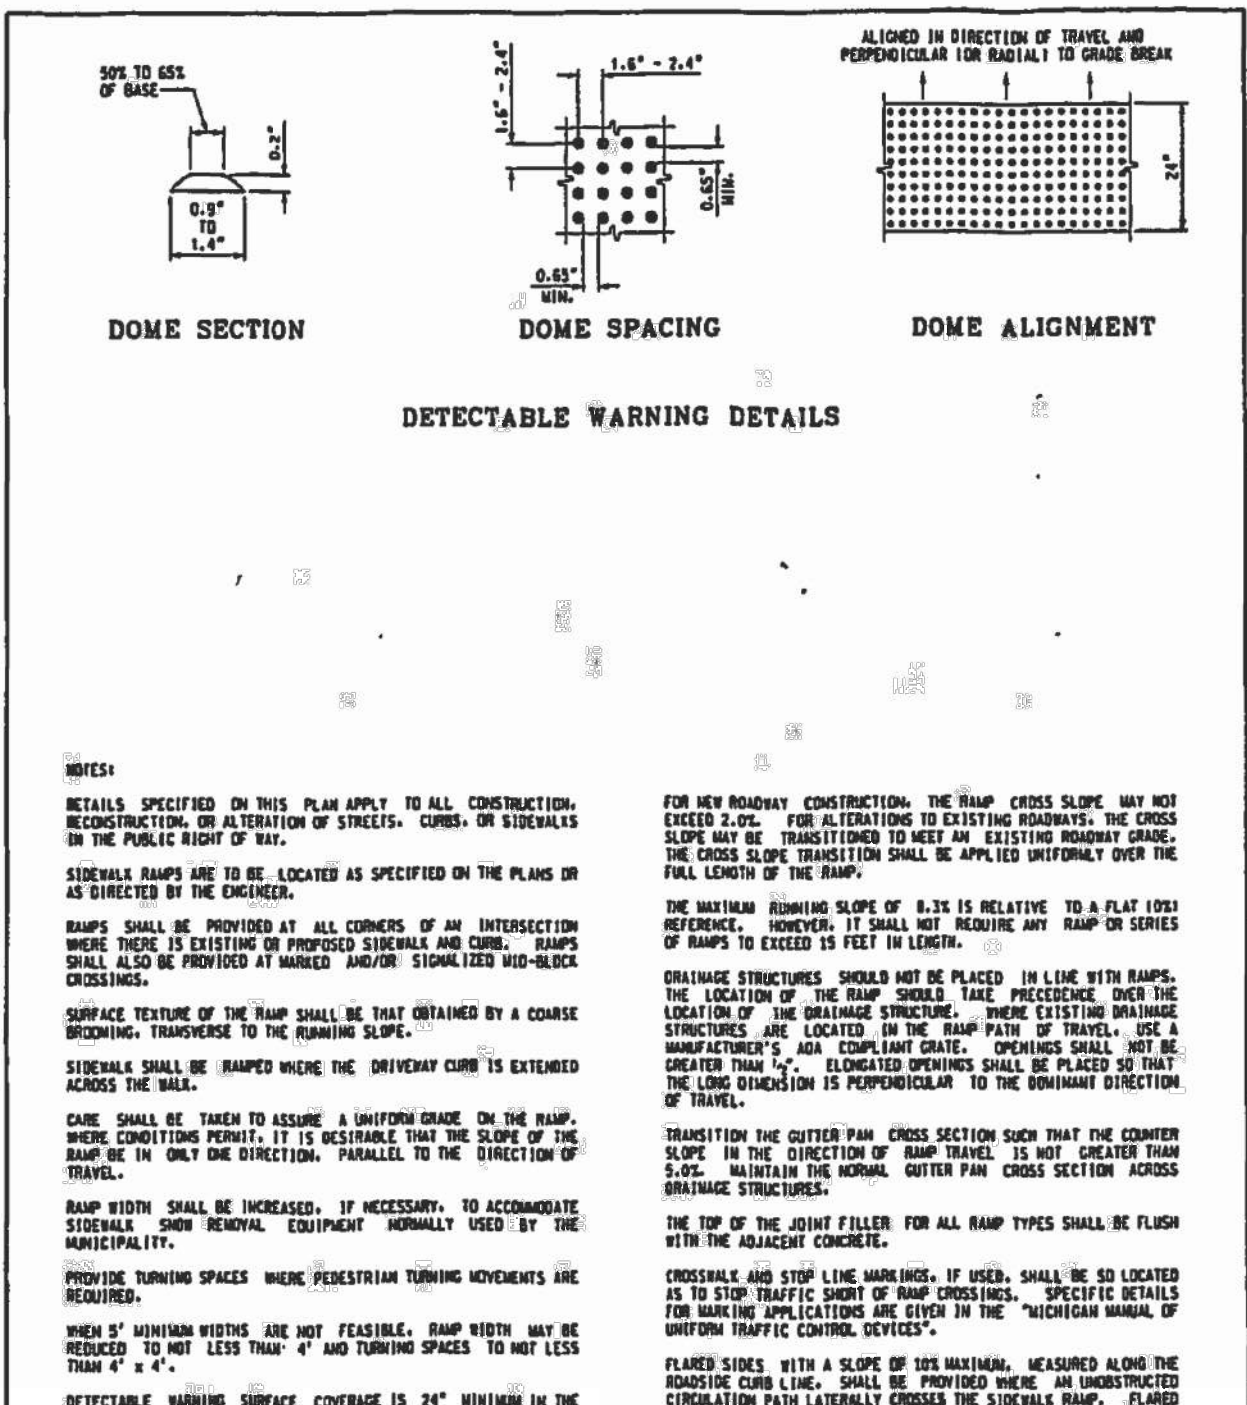 50% TO 65%
OF BASE
0.2"
0.9"
TO
1.4"
DOME SECTION
1.6" - 2.4"
1.6" - 2.4"
0.65"
MIN.
0.65"
MIN.
DOME SPACING
ALIGNED IN DIRECTION OF TRAVEL AND
PERPENDICULAR (OR RADIAL) TO GRADE BREAK
24"
DOME ALIGNMENT
DETECTABLE WARNING DETAILS
NOTES:
DETAILS SPECIFIED ON THIS PLAN APPLY TO ALL CONSTRUCTION,
RECONSTRUCTION, OR ALTERATION OF STREETS, CURBS, OR SIDEWALKS
IN THE PUBLIC RIGHT OF WAY.
SIDEWALK RAMPS ARE TO BE LOCATED AS SPECIFIED ON THE PLANS OR
AS DIRECTED BY THE ENGINEER.
RAMPS SHALL BE PROVIDED AT ALL CORNERS OF AN INTERSECTION
WHERE THERE IS EXISTING OR PROPOSED SIDEWALK AND CURB. RAMPS
SHALL ALSO BE PROVIDED AT MARKED AND/OR SIGNALIZED MID-BLOCK
CROSSINGS.
SURFACE TEXTURE OF THE RAMP SHALL BE THAT OBTAINED BY A COARSE
BROOMING, TRANSVERSE TO THE RUNNING SLOPE.
SIDEWALK SHALL BE RAMPED WHERE THE DRIVEWAY CURB IS EXTENDED
ACROSS THE WALK.
CARE SHALL BE TAKEN TO ASSURE A UNIFORM GRADE ON THE RAMP.
WHERE CONDITIONS PERMIT, IT IS DESIRABLE THAT THE SLOPE OF THE
RAMP BE IN ONLY ONE DIRECTION, PARALLEL TO THE DIRECTION OF
TRAVEL.
RAMP WIDTH SHALL BE INCREASED, IF NECESSARY, TO ACCOMMODATE
SIDEWALK SNOW REMOVAL EQUIPMENT NORMALLY USED BY THE
MUNICIPALITY.
PROVIDE TURNING SPACES WHERE PEDESTRIAN TURNING MOVEMENTS ARE
REQUIRED.
WHEN 5' MINIMUM WIDTHS ARE NOT FEASIBLE, RAMP WIDTH MAY BE
REDUCED TO NOT LESS THAN 4' AND TURNING SPACES TO NOT LESS
THAN 4' x 4'.
DETECTABLE WARNING SURFACE COVERAGE IS 24" MINIMUM IN THE
FOR NEW ROADWAY CONSTRUCTION, THE RAMP CROSS SLOPE MAY NOT
EXCEED 2.0%. FOR ALTERATIONS TO EXISTING ROADWAYS, THE CROSS
SLOPE MAY BE TRANSITIONED TO MEET AN EXISTING ROADWAY GRADE.
THE CROSS SLOPE TRANSITION SHALL BE APPLIED UNIFORMLY OVER THE
FULL LENGTH OF THE RAMP.
THE MAXIMUM RUNNING SLOPE OF 8.3% IS RELATIVE TO A FLAT (0%)
REFERENCE. HOWEVER, IT SHALL NOT REQUIRE ANY RAMP OR SERIES
OF RAMPS TO EXCEED 15 FEET IN LENGTH.
DRAINAGE STRUCTURES SHOULD NOT BE PLACED IN LINE WITH RAMPS.
THE LOCATION OF THE RAMP SHOULD TAKE PRECEDENCE OVER THE
LOCATION OF THE DRAINAGE STRUCTURE. WHERE EXISTING DRAINAGE
STRUCTURES ARE LOCATED IN THE RAMP PATH OF TRAVEL, USE A
MANUFACTURER'S ADA COMPLIANT GRATE. OPENINGS SHALL NOT BE
GREATER THAN ½". ELONGATED OPENINGS SHALL BE PLACED SO THAT
THE LONG DIMENSION IS PERPENDICULAR TO THE DOMINANT DIRECTION
OF TRAVEL.
TRANSITION THE GUTTER PAN CROSS SECTION SUCH THAT THE COUNTER
SLOPE IN THE DIRECTION OF RAMP TRAVEL IS NOT GREATER THAN
5.0%. MAINTAIN THE NORMAL GUTTER PAN CROSS SECTION ACROSS
DRAINAGE STRUCTURES.
THE TOP OF THE JOINT FILLER FOR ALL RAMP TYPES SHALL BE FLUSH
WITH THE ADJACENT CONCRETE.
CROSSWALK AND STOP LINE MARKINGS, IF USED, SHALL BE SO LOCATED
AS TO STOP TRAFFIC SHORT OF RAMP CROSSINGS. SPECIFIC DETAILS
FOR MARKING APPLICATIONS ARE GIVEN IN THE "MICHIGAN MANUAL OF
UNIFORM TRAFFIC CONTROL DEVICES".
FLARED SIDES WITH A SLOPE OF 10% MAXIMUM, MEASURED ALONG THE
ROADSIDE CURB LINE, SHALL BE PROVIDED WHERE AN UNOBSTRUCTED
CIRCULATION PATH LATERALLY CROSSES THE SIDEWALK RAMP. FLARED